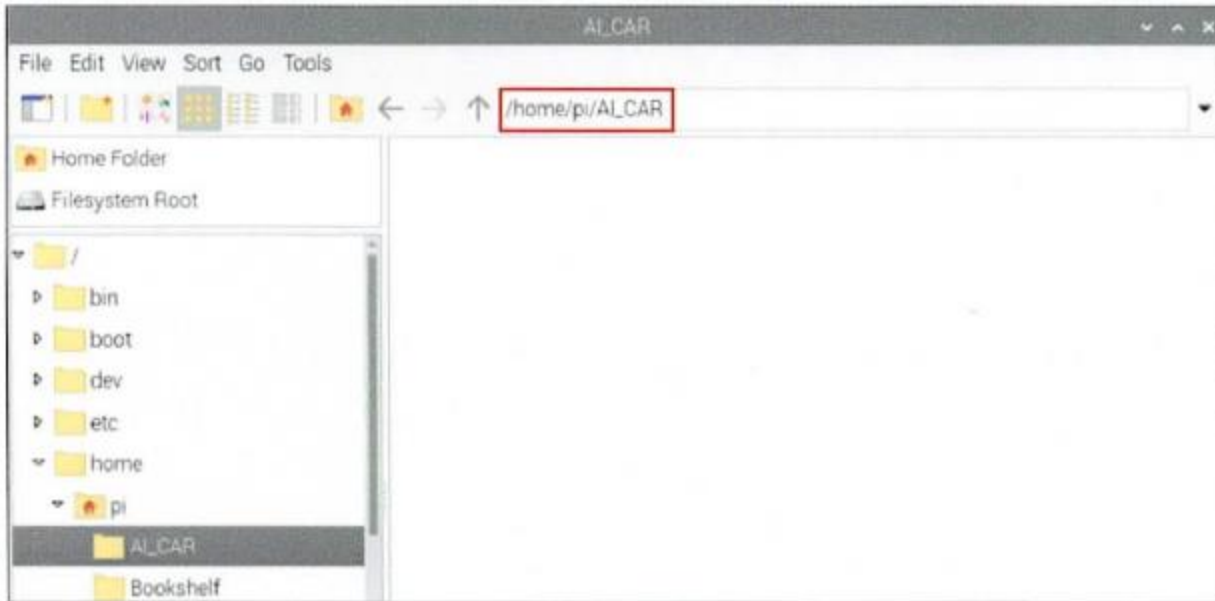 AI_CAR
File Edit View Sort Go Tools
/home/pi/AI_CAR
Home Folder
Filesystem Root
/
bin
boot
dev
etc
home
pi
AI_CAR
Bookshelf